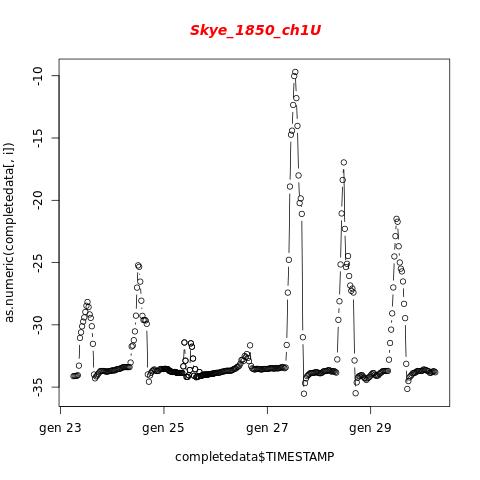 Skye_1850_ch1U
as.numeric(completedata[, i])
-10
-15
-20
-25
-30
-35
gen 23
gen 25
gen 27
gen 29
completedata$TIMESTAMP